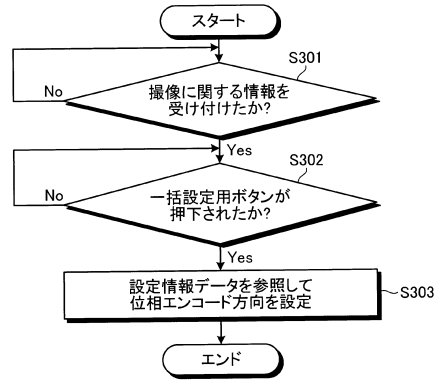 スタート
S301
撮像に関する情報を
受け付けたか?
No
Yes
S302
一括設定用ボタンが
押下されたか?
No
Yes
設定情報データを参照して
位相エンコード方向を設定
S303
エンド